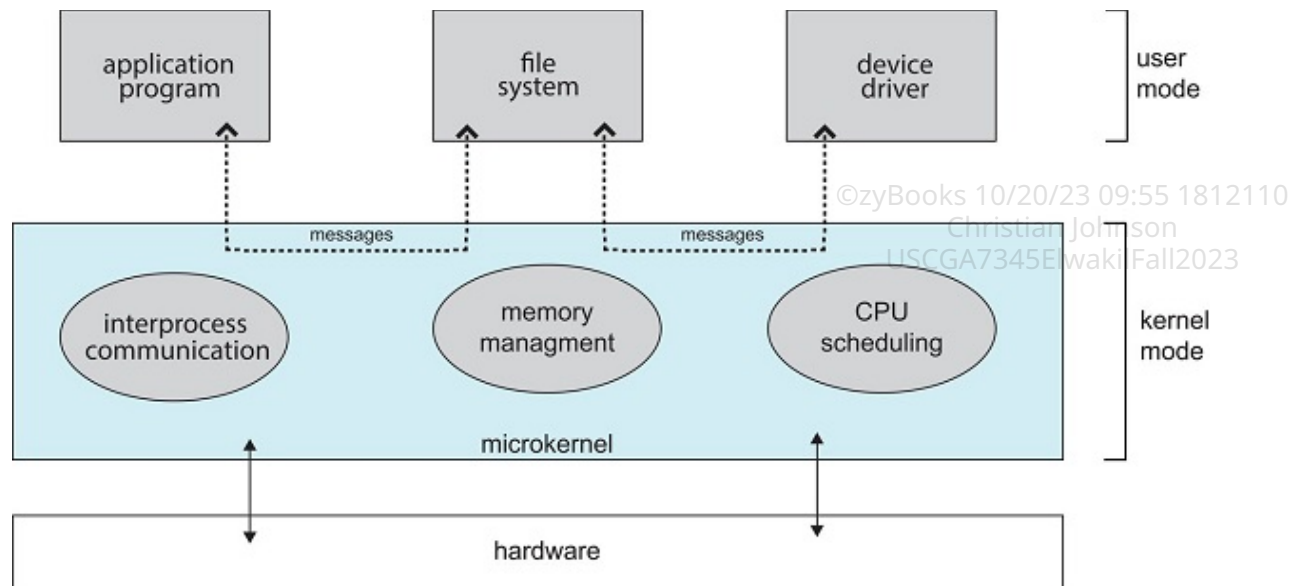 application
program
file
system
device
driver
user
mode
©zyBooks 10/20/23 09:55 1812110
Christian Johnson
USCGA7345ElwakilFall2023
messages
messages
interprocess
communication
memory
managment
CPU
scheduling
kernel
mode
microkernel
hardware